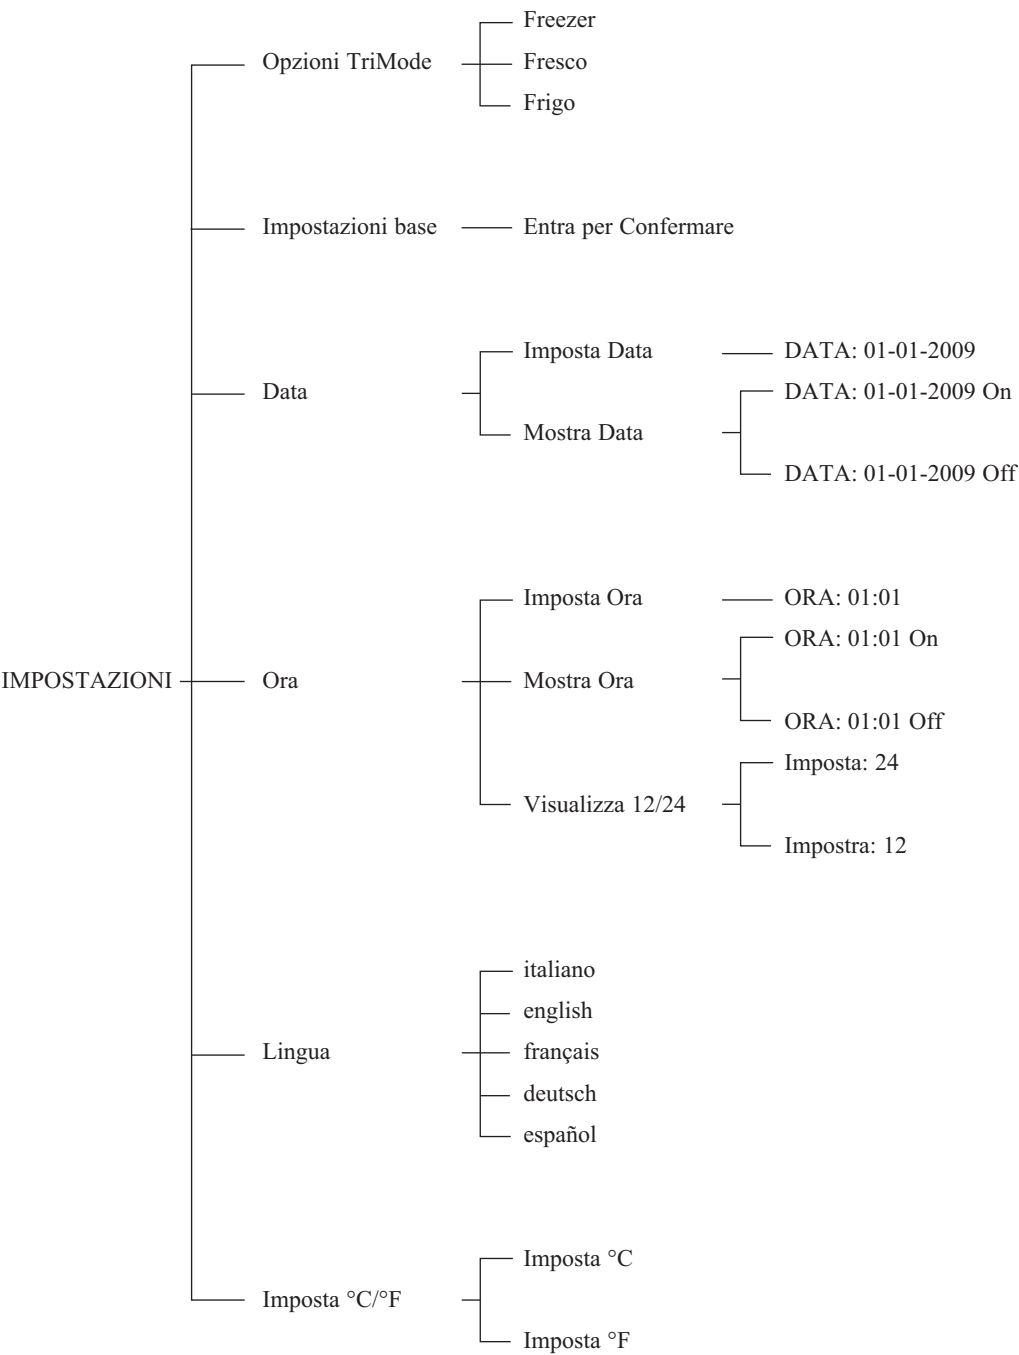 Freezer
Opzioni TriMode
Fresco
Frigo
Impostazioni base
Entra per Confermare
Imposta Data
DATA: 01-01-2009
DATA: 01-01-2009 On
Data
Mostra Data
DATA: 01-01-2009 Off
Imposta Ora
ORA: 01:01
ORA: 01:01 On
IMPOSTAZIONI
Ora
Mostra Ora
ORA: 01:01 Off
Imposta: 24
Visualizza 12/24
Impostra: 12
italiano
english
Lingua
français
deutsch
español
Imposta °C
Imposta °C/°F
Imposta °F